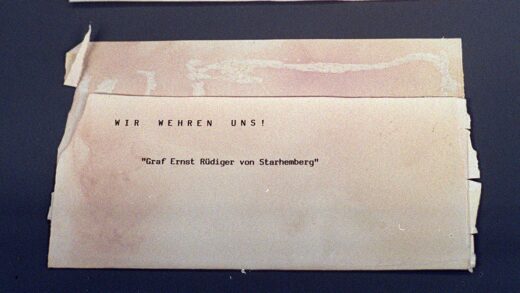 WIR WEHREN UNS!
"Graf Ernst Rüdiger von Starhemberg"